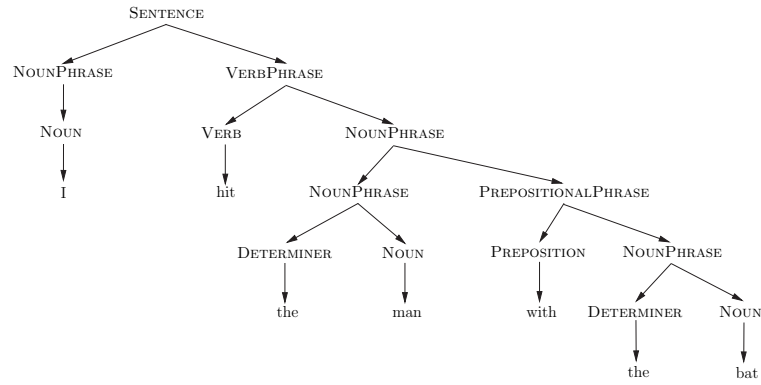 Sentence
NounPhrase VerbPhrase
Noun Verb NounPhrase
I hit NounPhrase PrepositionalPhrase
Determiner Noun Preposition NounPhrase
the man with Determiner Noun
the bat